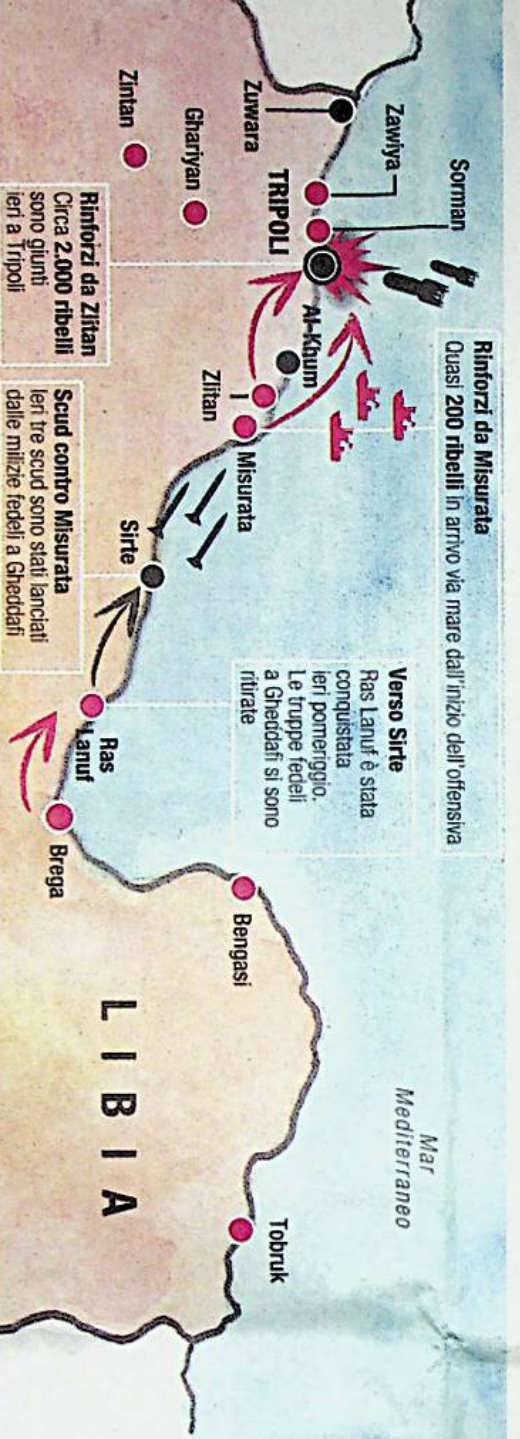 Rinforzi da Misurata
Quasi 200 ribelli in arrivo via mare dall'inizio dell'offensiva
Sorman
Zawiya
Zuwara
TRIPOLI
Al-Khum
Ghariyan
Zintan
Zlitan
Misurata
Sirte
Verso Sirte
Ras Lanuf è stata
conquistata
ieri pomeriggio.
Le truppe fedeli
a Gheddafi si sono
ritirate
Mar
Mediterraneo
Ras
Lanuf
Brega
Bengasi
Tobruk
LIBIA
Rinforzi da Zlitan
Circa 2.000 ribelli
sono giunti
ieri a Tripoli
Scud contro Misurata
Ieri tre scud sono stati lanciati
dalle milizie fedeli a Gheddafi